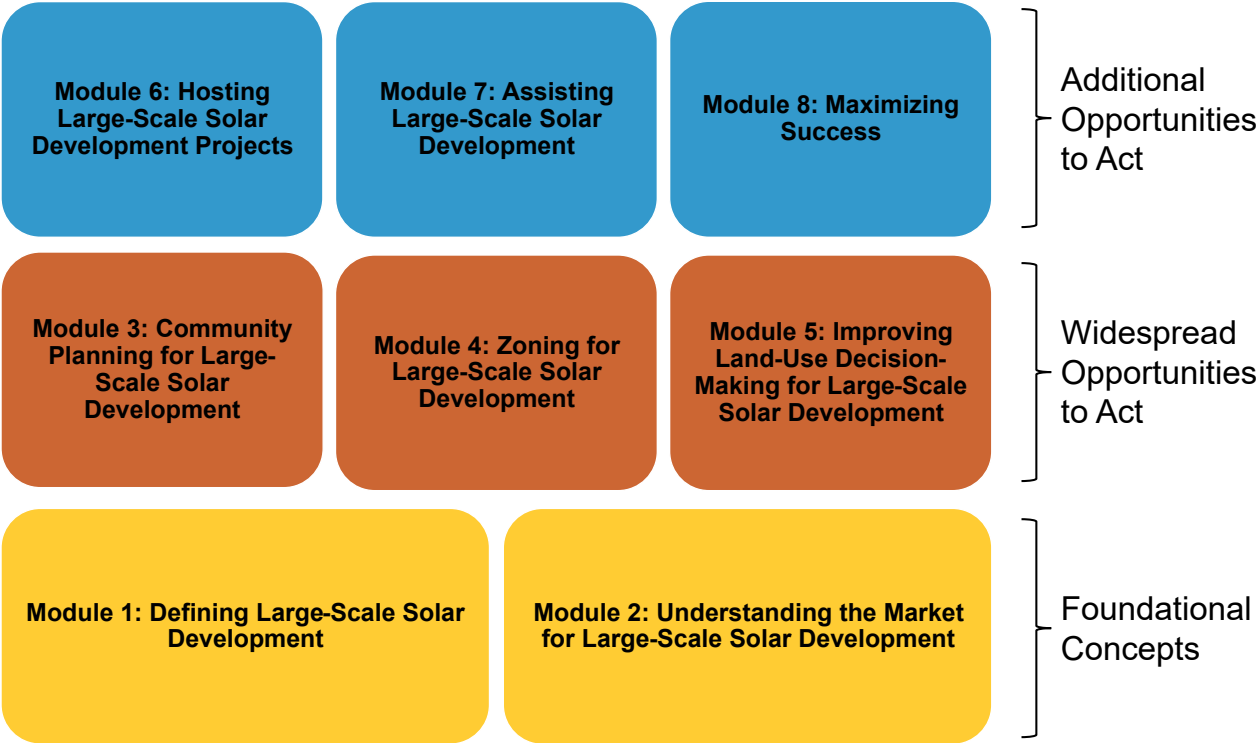 Module 6: Hosting
Large-Scale Solar
Development Projects
Module 7: Assisting
Large-Scale Solar
Development
Module 8: Maximizing
Success
Additional
Opportunities
to Act
Module 3: Community
Planning for Large-
Scale Solar
Development
Module 4: Zoning for
Large-Scale Solar
Development
Module 5: Improving
Land-Use Decision-
Making for Large-Scale
Solar Development
Widespread
Opportunities
to Act
Module 1: Defining Large-Scale Solar
Development
Module 2: Understanding the Market
for Large-Scale Solar Development
Foundational
Concepts